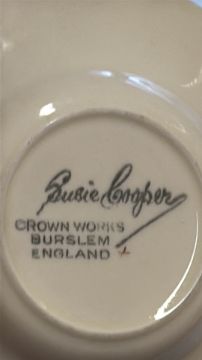 Susie Cooper
CROWN WORKS
BURSLEM
ENGLAND